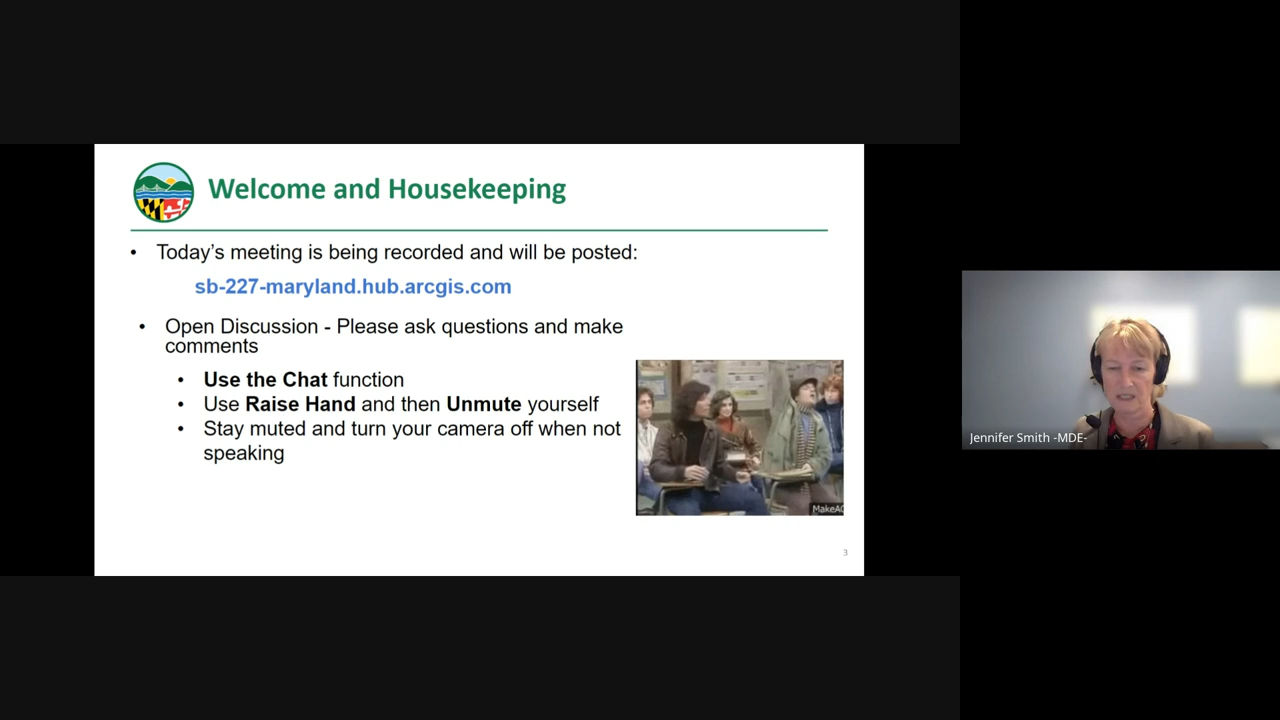 Welcome and Housekeeping
• Today's meeting is being recorded and will be posted:
sb-227-maryland.hub.arcgis.com
• Open Discussion - Please ask questions and make
comments
• Use the Chat function
• Use Raise Hand and then Unmute yourself
• Stay muted and turn your camera off when not
speaking
MakeAG
3
Jennifer Smith -MDE-